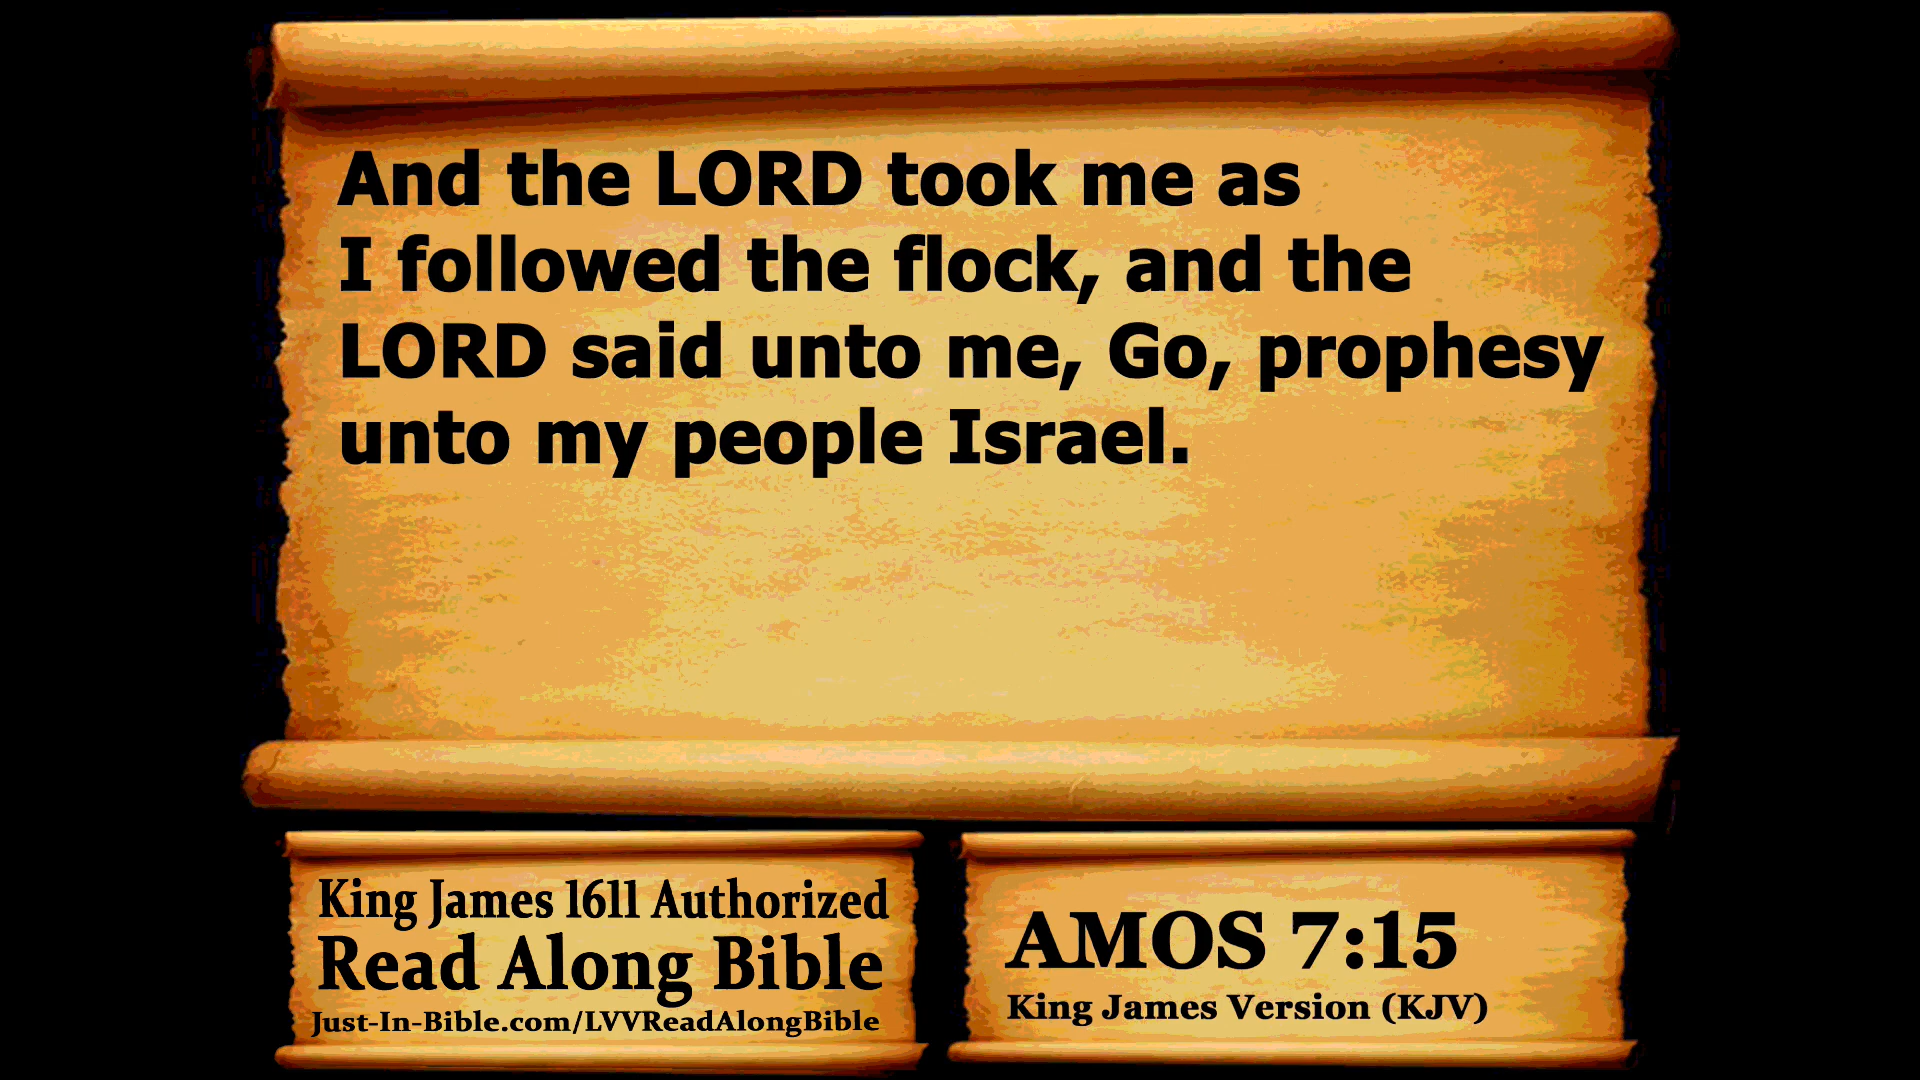 And the LORD took me as
I followed the flock, and the
LORD said unto me, Go, prophesy
unto my people Israel.
King James 1611 Authorized
Read Along Bible
Just-In-Bible.com/LVVReadAlongBible
AMOS 7:15
King James Version (KJV)